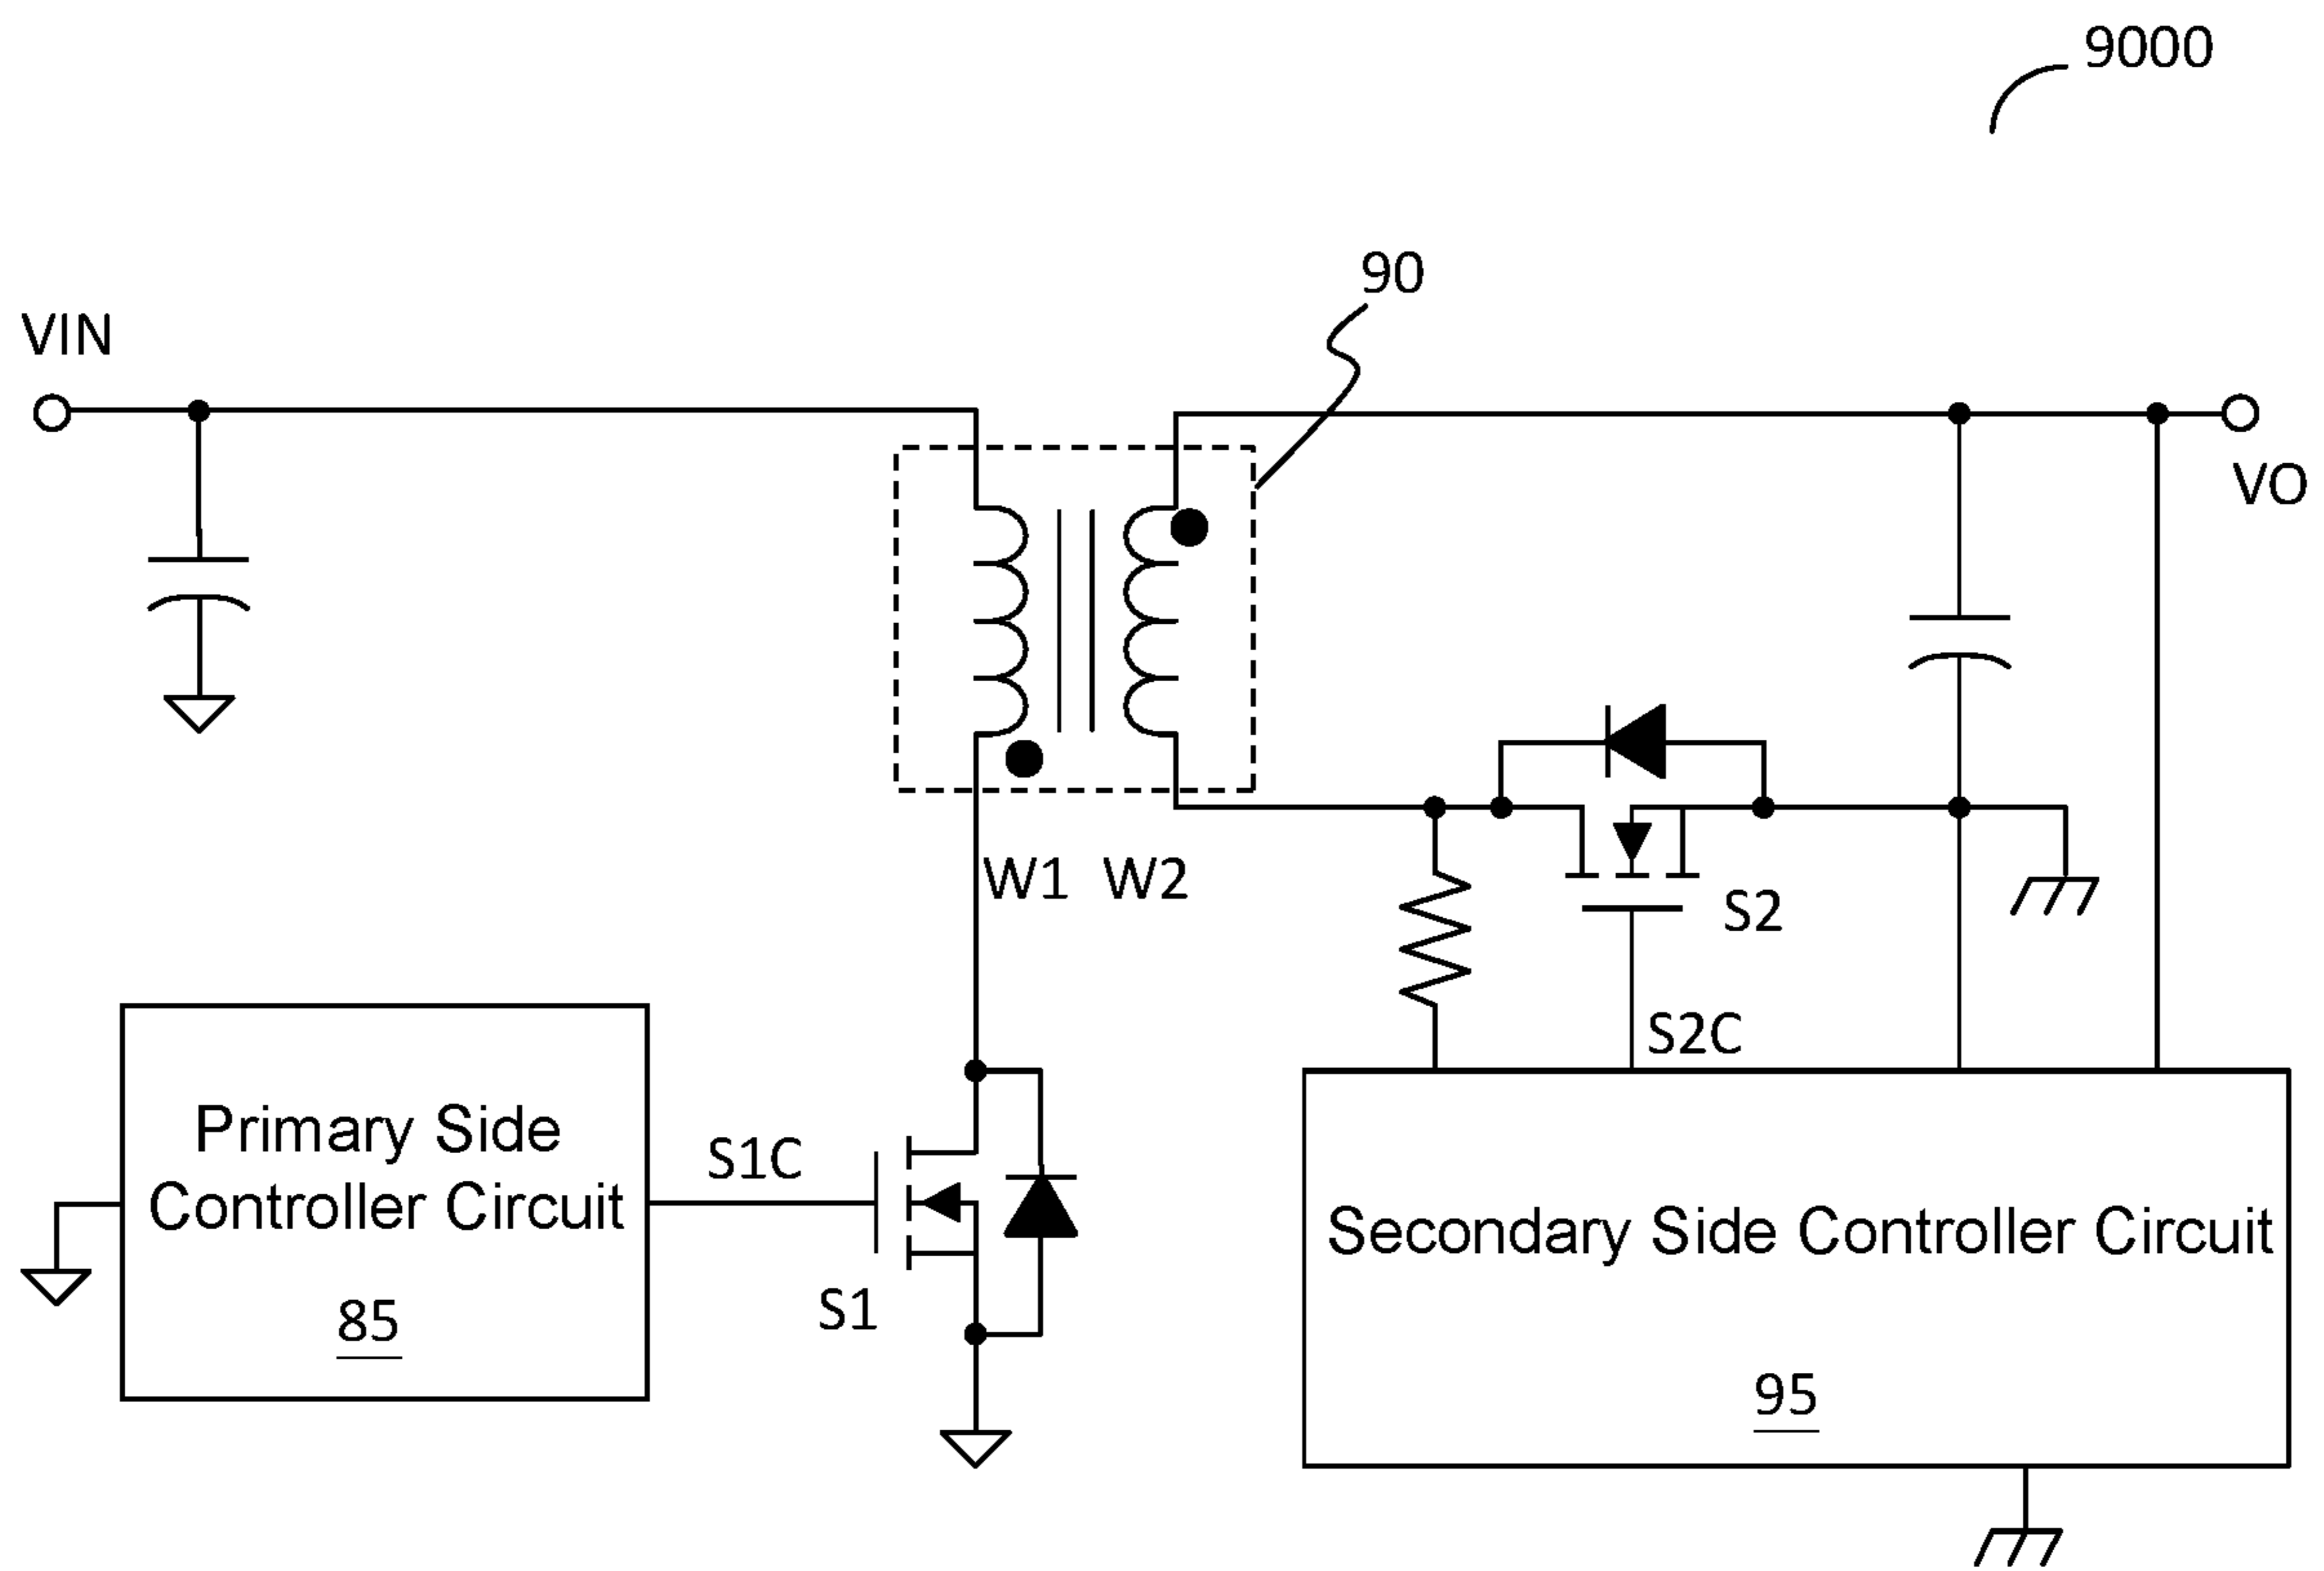 9000
90
VIN
VO
W1 W2
S2
S2C
S1C
S1
Primary Side
Controller Circuit
85
Secondary Side Controller Circuit
95